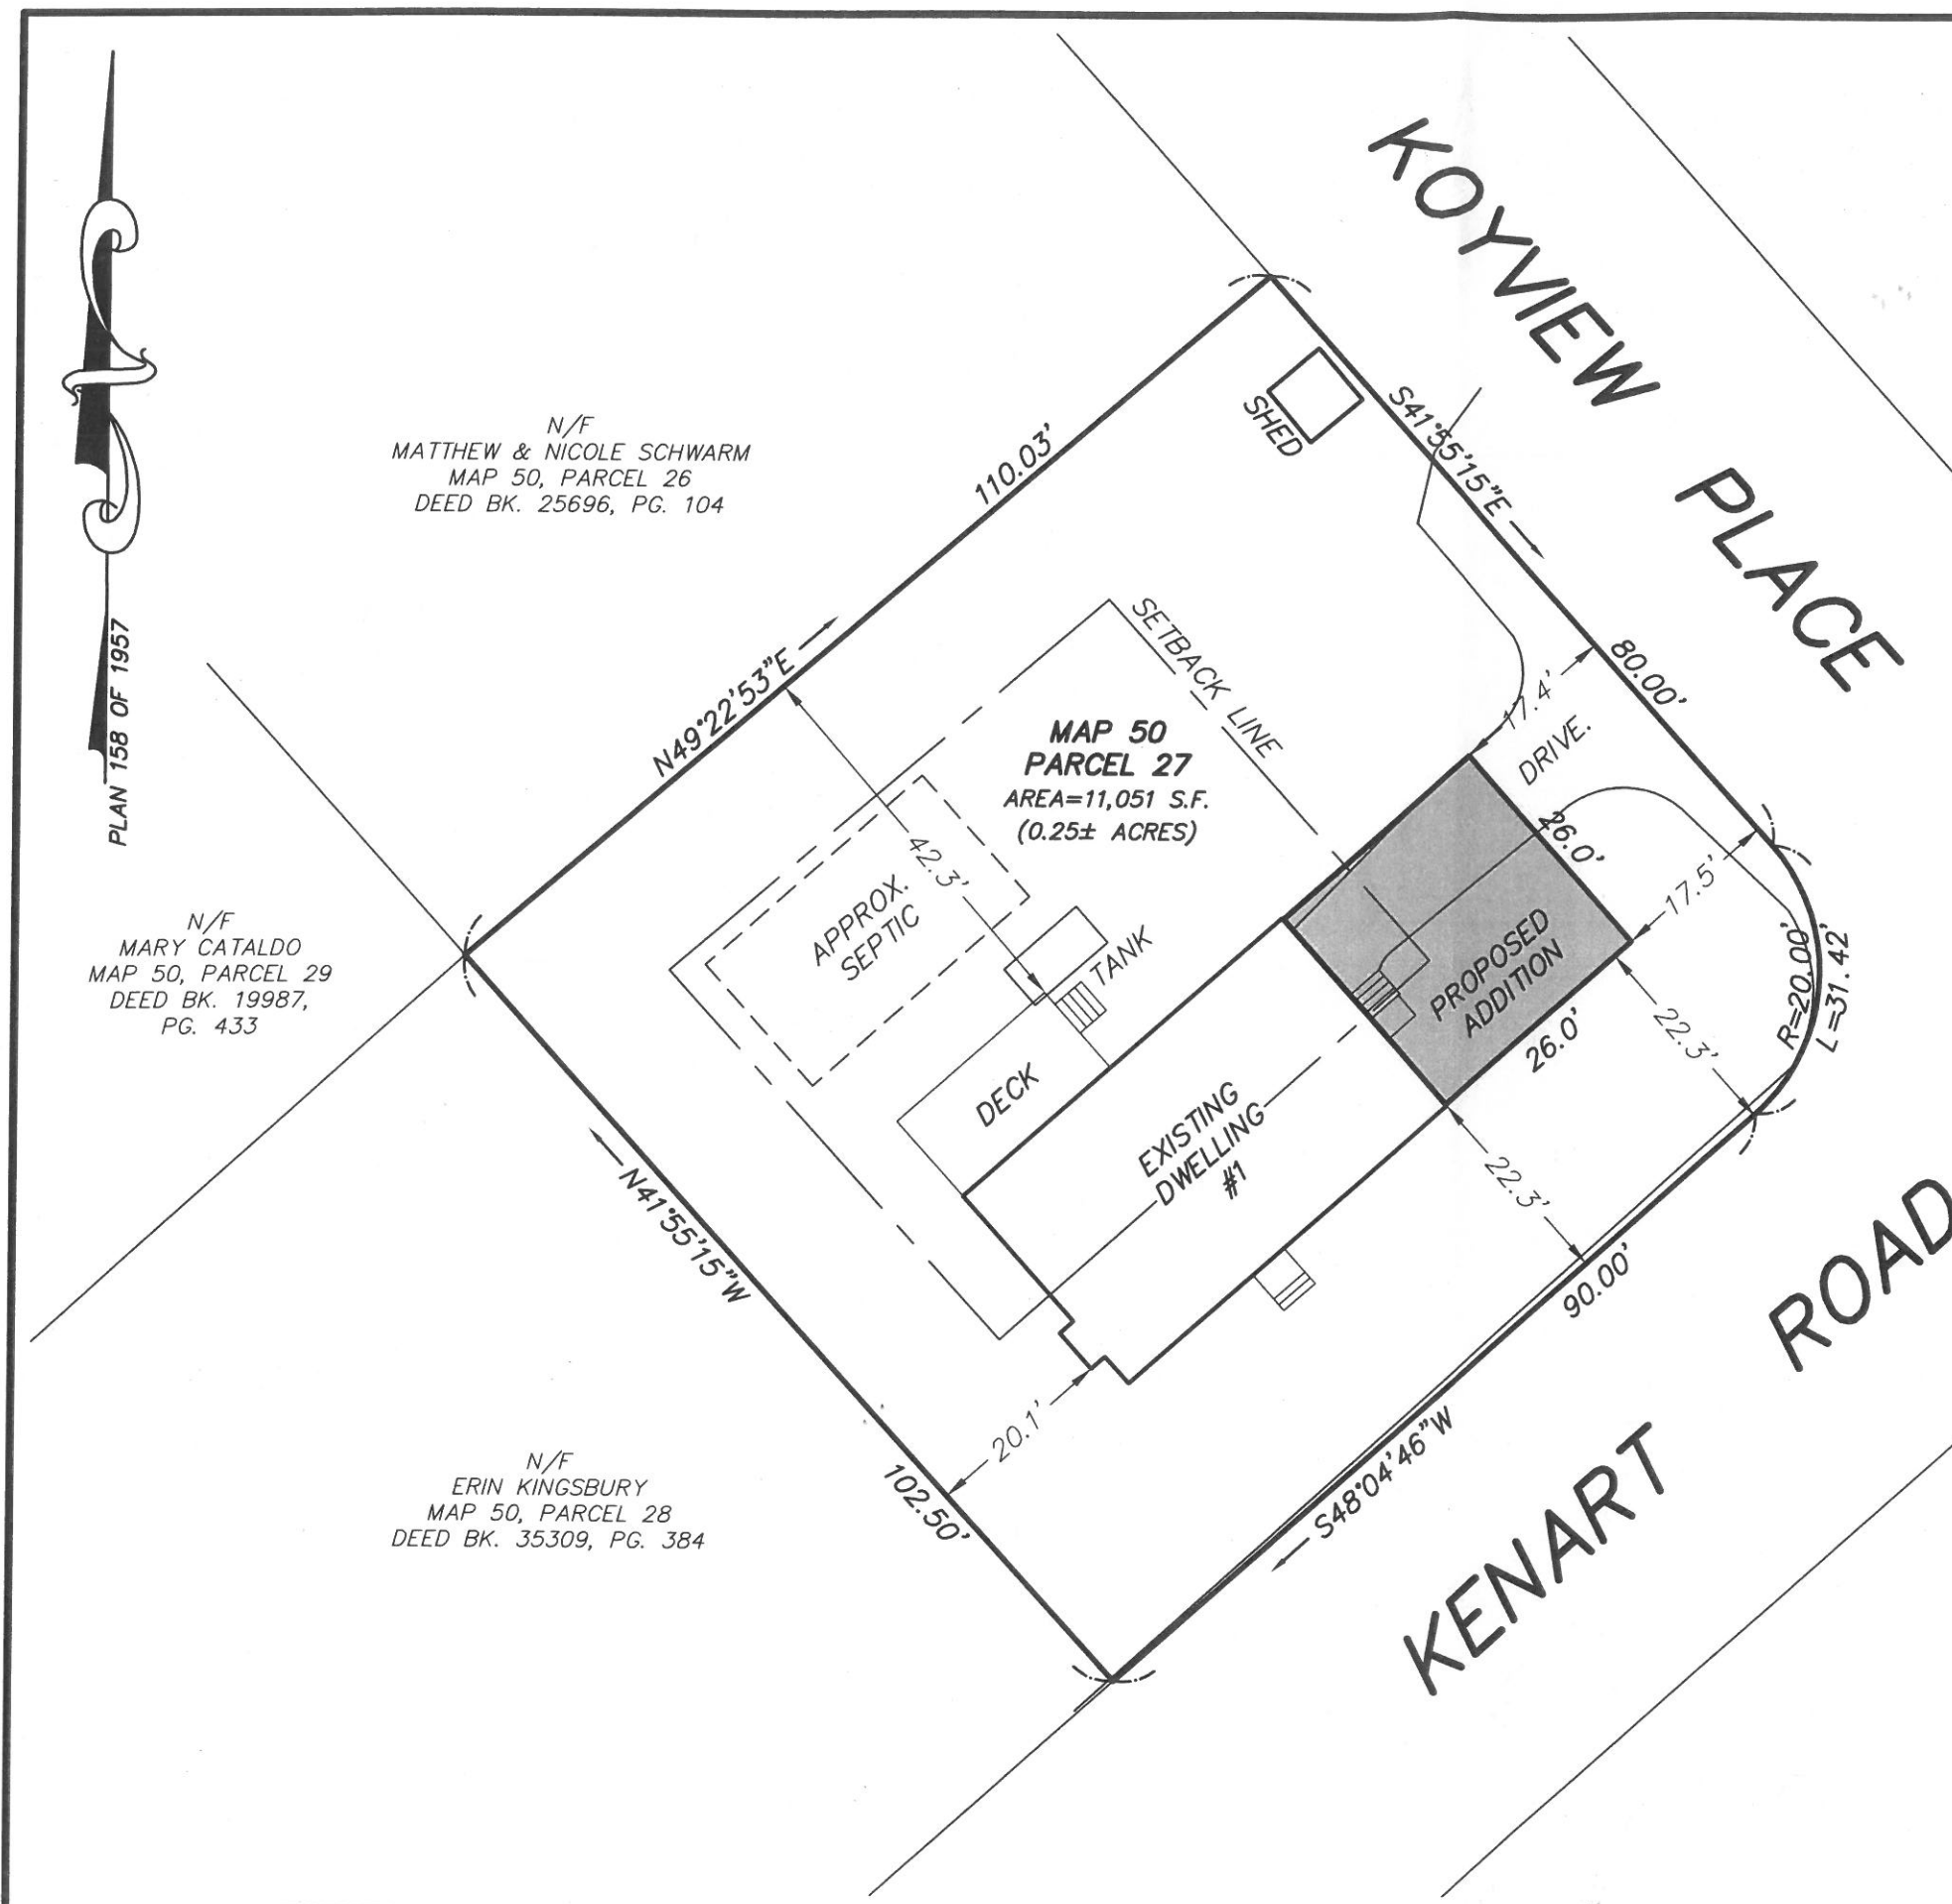 KOYVIEW PLACE
N/F
MATTHEW & NICOLE SCHWARM
MAP 50, PARCEL 26
DEED BK. 25696, PG. 104
110.03'
SHED
S41°55'15"E
PLAN 158 OF 1957
N49°22'53"E
SETBACK LINE
80.00'
17.4'
DRIVE.
MAP 50
PARCEL 27
AREA=11,051 S.F.
(0.25± ACRES)
42.3'
26.0'
17.5'
APPROX.
SEPTIC
TANK
N/F
MARY CATALDO
MAP 50, PARCEL 29
DEED BK. 19987,
PG. 433
PROPOSED
ADDITION
26.0'
22.3'
R=20.00'
L=31.42'
DECK
EXISTING
DWELLING
#1
22.3'
N41°55'15"W
90.00'
20.1'
102.50'
S48°04'46"W
N/F
ERIN KINGSBURY
MAP 50, PARCEL 28
DEED BK. 35309, PG. 384
KENART ROAD